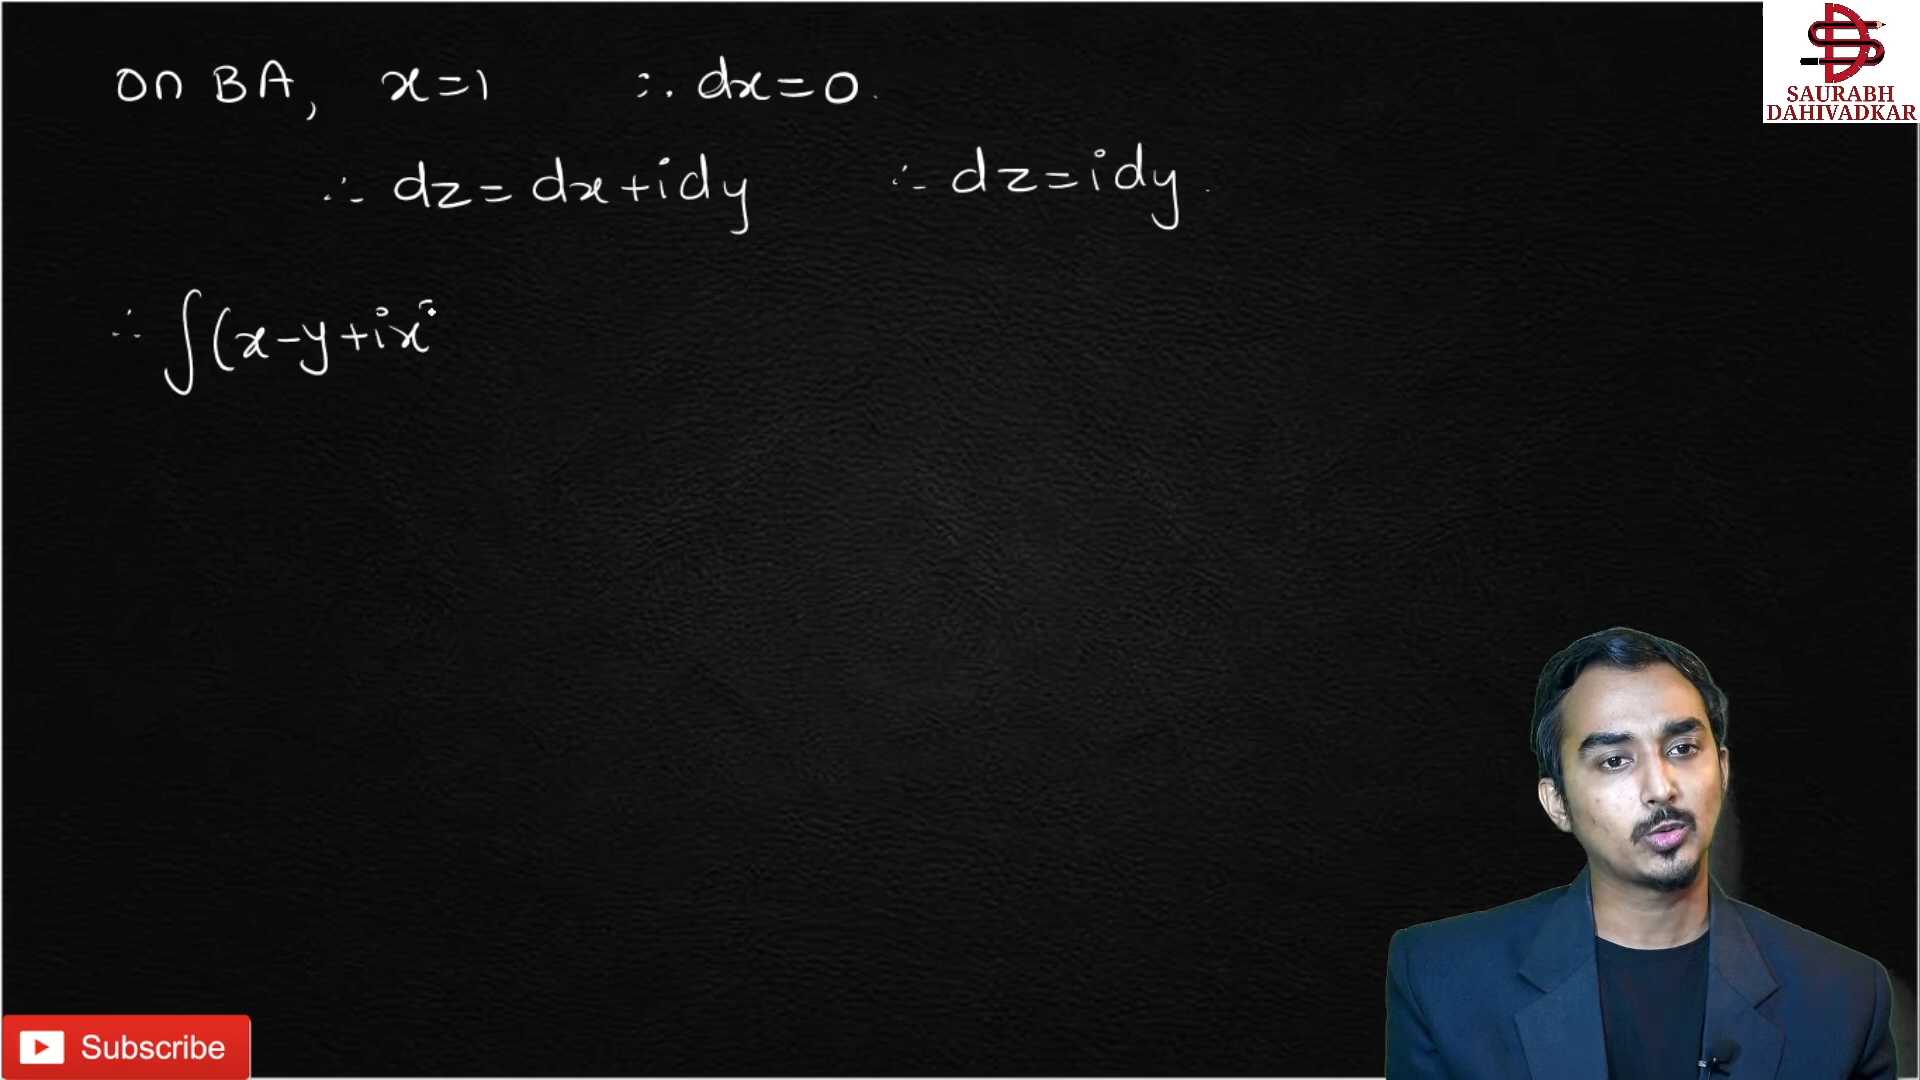 On BA, x=1 ∴ dx=0.
∴ dz=dx+idy ∴ dz=idy.
∴ ∫(x-y+ix
SAURABH
DAHIVADKAR
Subscribe